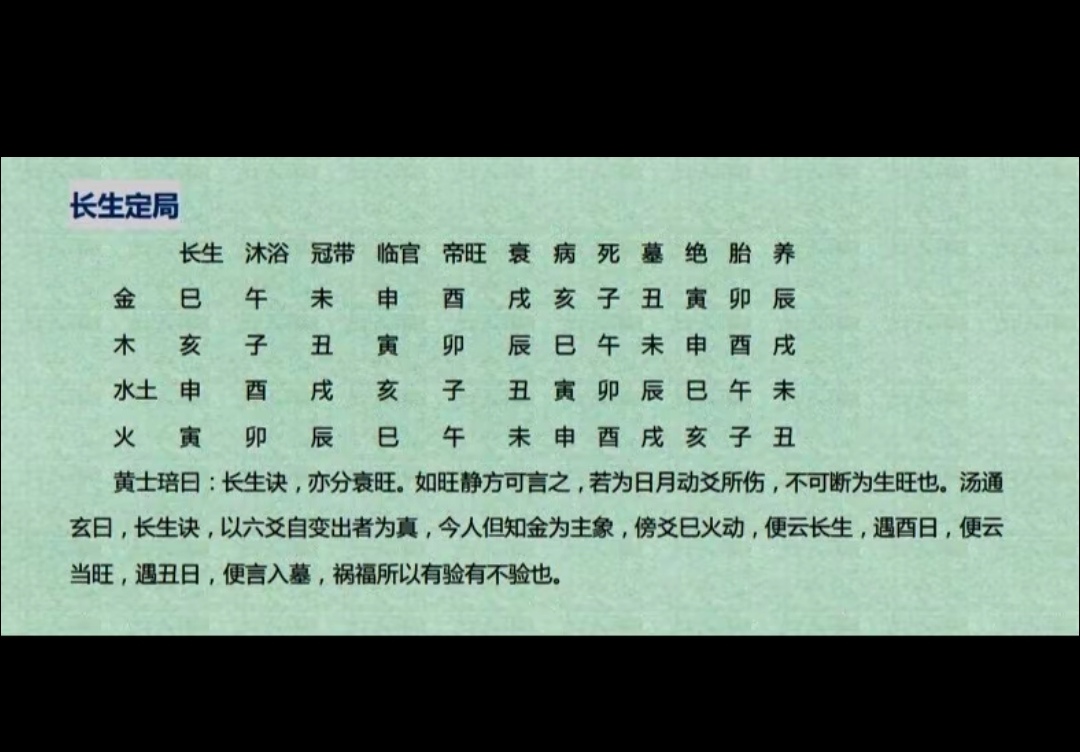 长生定局
长生 沐浴 冠带 临官 帝旺 衰 病 死 墓 绝 胎 养
金 巳 午 未 申 酉 戌 亥 子 丑 寅 卯 辰
木 亥 子 丑 寅 卯 辰 巳 午 未 申 酉 戌
水土 申 酉 戌 亥 子 丑 寅 卯 辰 巳 午 未
火 寅 卯 辰 巳 午 未 申 酉 戌 亥 子 丑
黄士琣曰：长生诀，亦分衰旺。如旺静方可言之，若为日月动爻所伤，不可断为生旺也。汤通
玄曰，长生诀，以六爻自变出者为真，今人但知金为主象，傍爻巳火动，便云长生，遇酉日，便云
当旺，遇丑日，便言入墓，祸福所以有验有不验也。